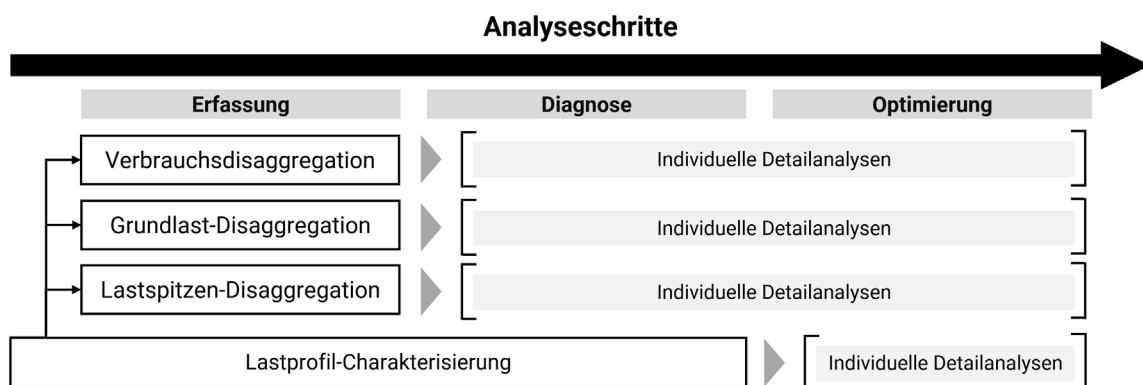 Analyseschritte
Erfassung
Diagnose
Optimierung
Verbrauchsdisaggregation
Individuelle Detailanalysen
Grundlast-Disaggregation
Individuelle Detailanalysen
Lastspitzen-Disaggregation
Individuelle Detailanalysen
Lastprofil-Charakterisierung
Individuelle Detailanalysen